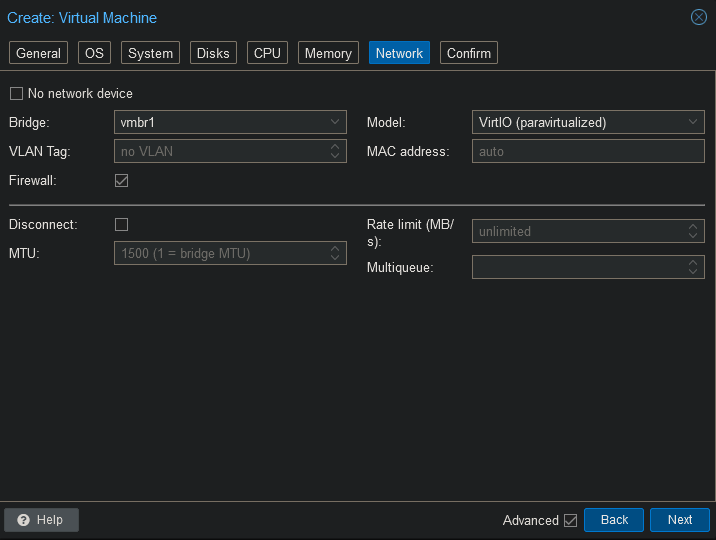 Create: Virtual Machine
General OS System Disks CPU Memory Network Confirm
No network device
Bridge: vmbr1 Model: VirtIO (paravirtualized)
VLAN Tag: no VLAN MAC address: auto
Firewall:
Disconnect: Rate limit (MB/
s): unlimited
MTU: 1500 (1 = bridge MTU) Multiqueue:
Help Advanced Back Next